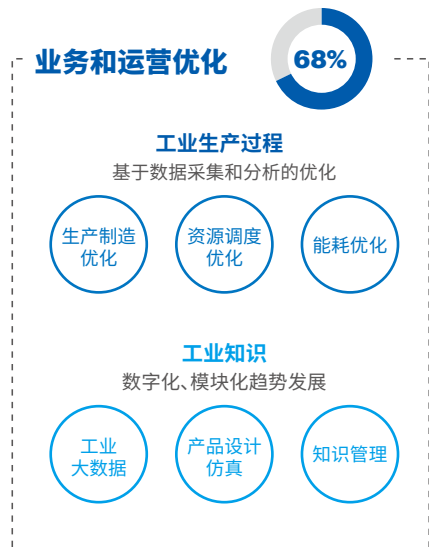 业务和运营优化
68%
工业生产过程
基于数据采集和分析的优化
生产制造
优化
资源调度
优化
能耗优化
工业知识
数字化、模块化趋势发展
工业
大数据
产品设计
仿真
知识管理